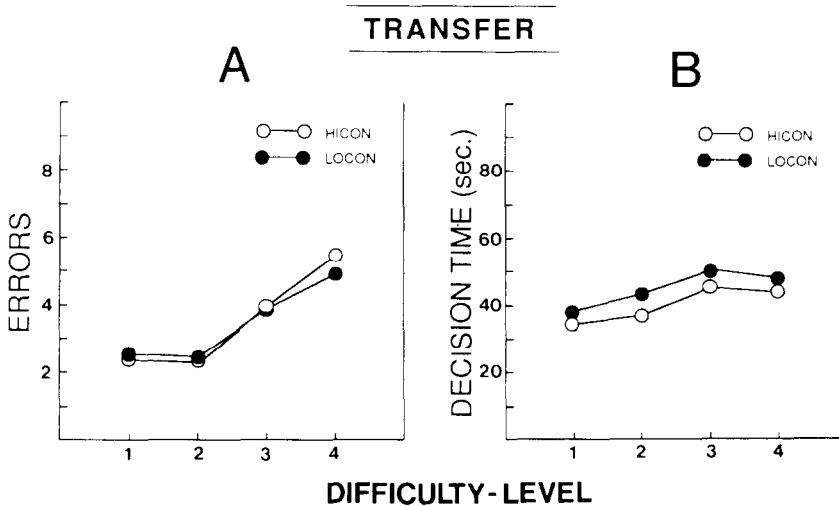 TRANSFER
A
HICON
LOCON
ERRORS
8
6
4
2
1 2 3 4
B
HICON
LOCON
DECISION TIME (sec.)
80
60
40
20
1 2 3 4
DIFFICULTY-LEVEL